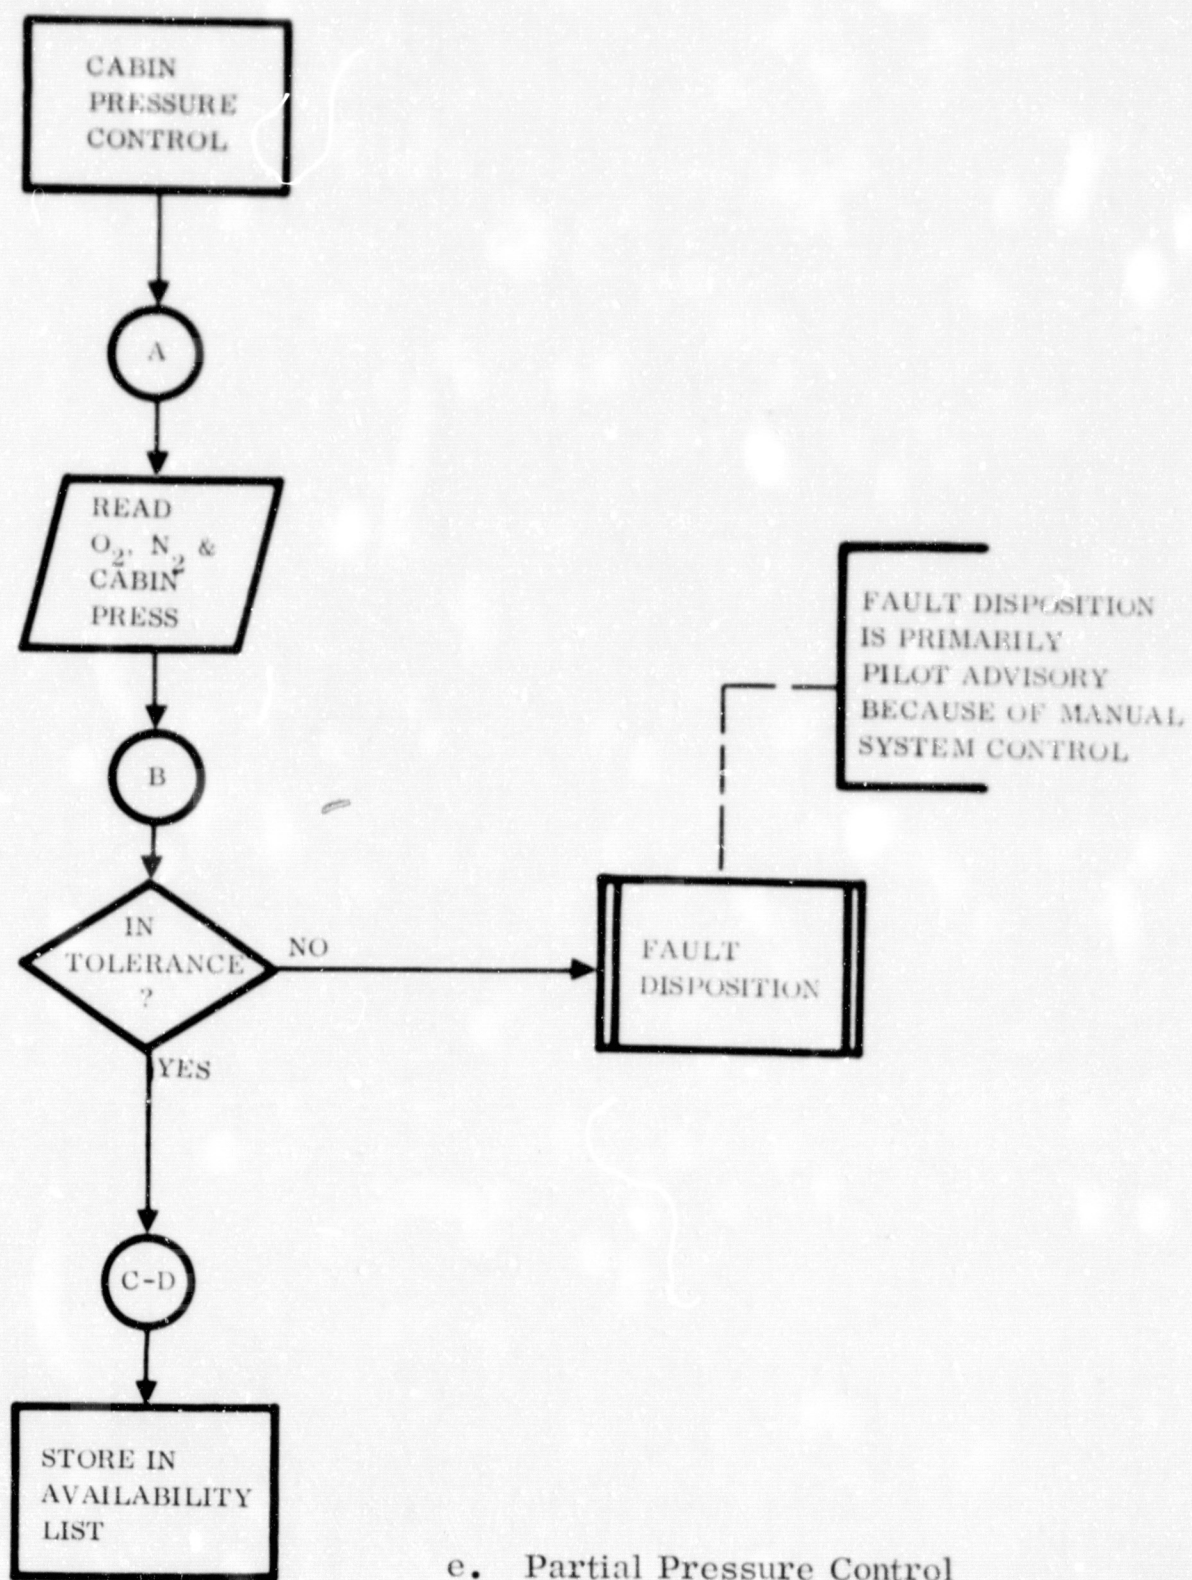 CABIN
PRESSURE
CONTROL
A
READ
O₂, N₂ &
CABIN
PRESS
B
IN
TOLERANCE
?
NO
YES
FAULT
DISPOSITION
FAULT DISPOSITION
IS PRIMARILY
PILOT ADVISORY
BECAUSE OF MANUAL
SYSTEM CONTROL
C-D
STORE IN
AVAILABILITY
LIST
e. Partial Pressure Control